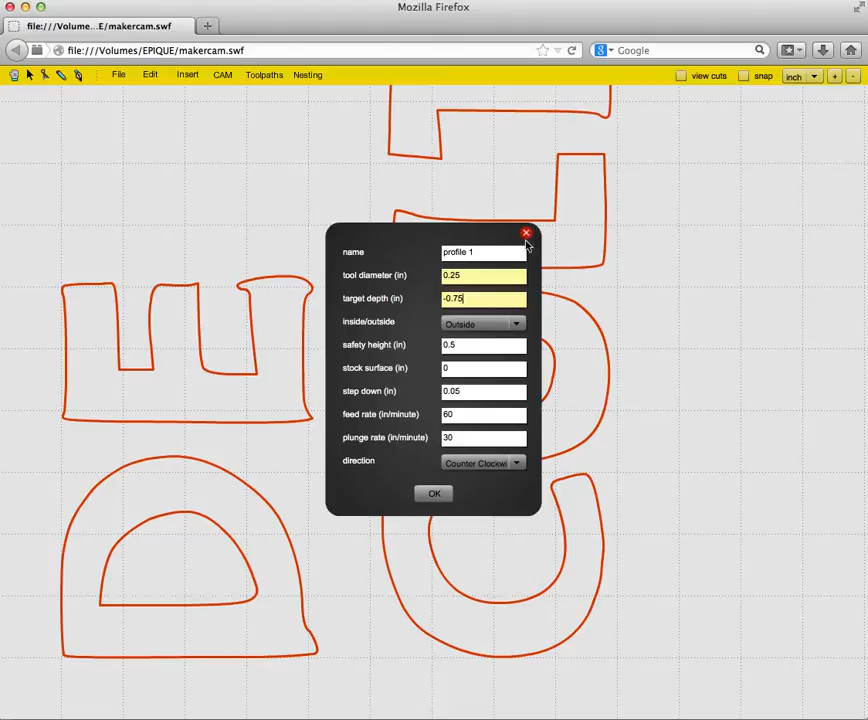 Mozilla Firefox
file:///Volume...E/makercam.swf
file:///Volumes/EPIQUE/makercam.swf
Google
File Edit Insert CAM Toolpaths Nesting view cuts snap inch + -
name profile 1
tool diameter (in) 0.25
target depth (in) -0.75
inside/outside Outside
safety height (in) 0.5
stock surface (in) 0
step down (in) 0.05
feed rate (in/minute) 60
plunge rate (in/minute) 30
direction Counter Clockwi
OK